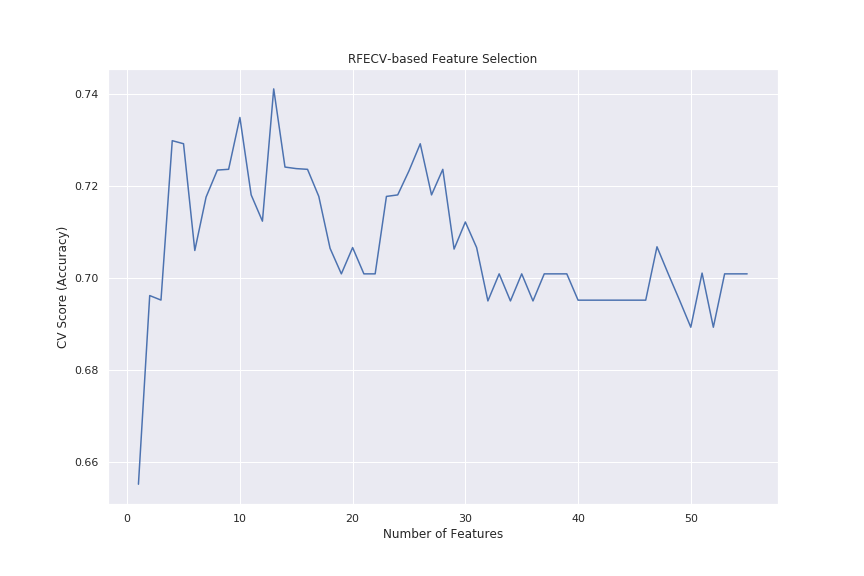 RFECV-based Feature Selection
0.74
0.72
0.70
0.68
0.66
CV Score (Accuracy)
0 10 20 30 40 50
Number of Features